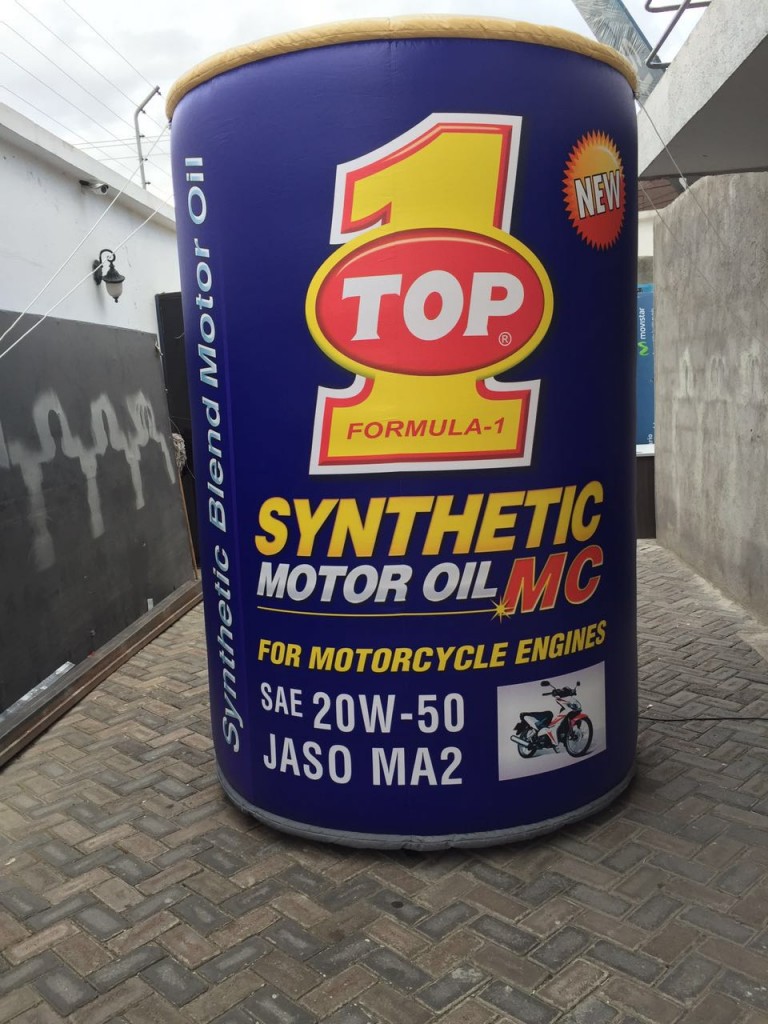 Synthetic Blend Motor Oil
1
NEW
TOP®
FORMULA-1
SYNTHETIC
MOTOR OIL MC
FOR MOTORCYCLE ENGINES
SAE 20W-50
JASO MA2
movistar